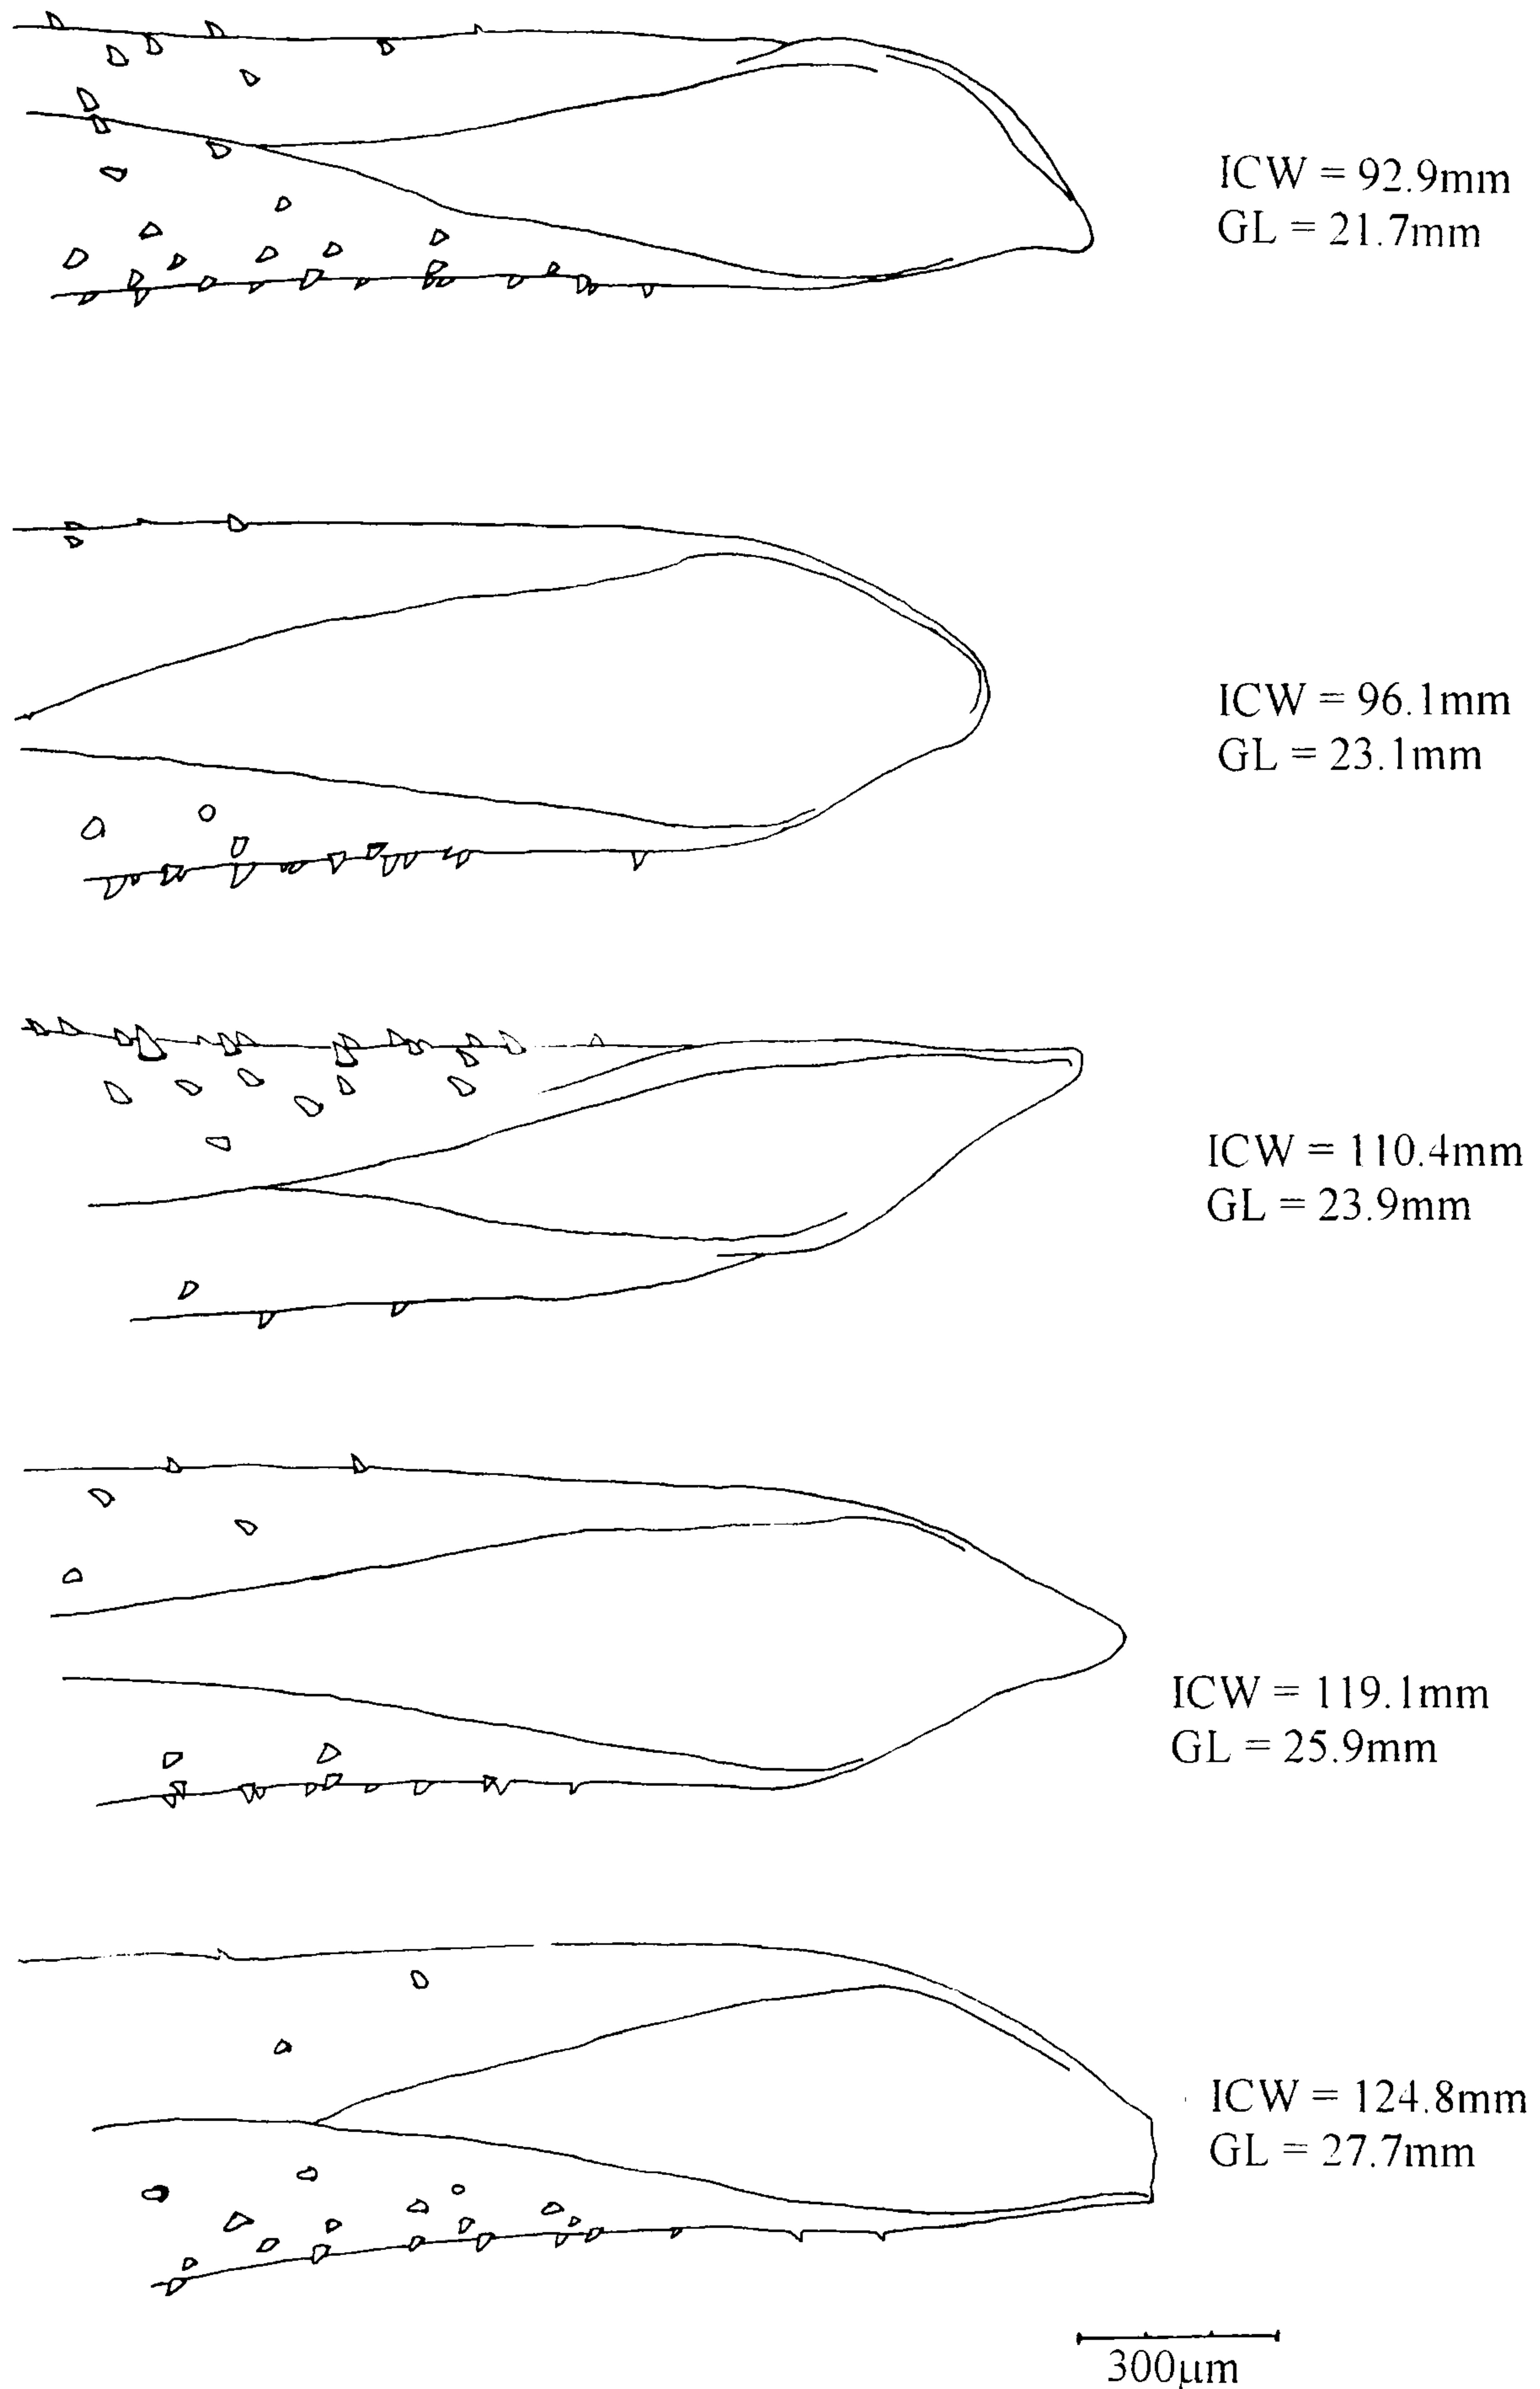 ICW = 92.9mm
GL = 21.7mm
ICW = 96.1mm
GL = 23.1mm
ICW = 110.4mm
GL = 23.9mm
ICW = 119.1mm
GL = 25.9mm
ICW = 124.8mm
GL = 27.7mm
300µm